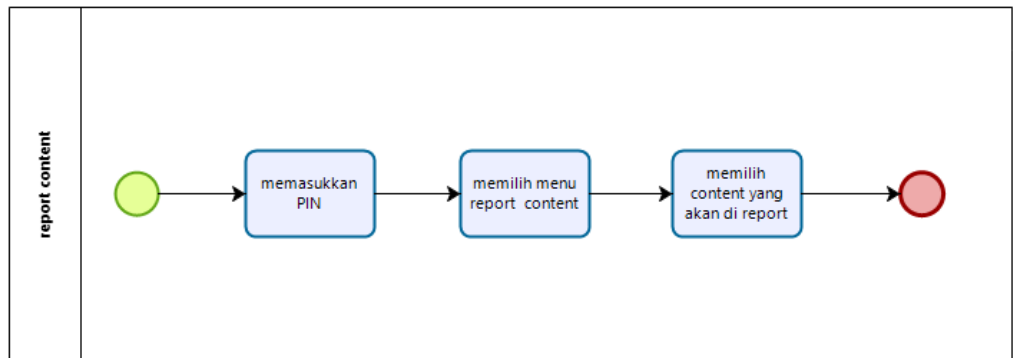 report content
memasukkan
PIN
memilih menu
report content
memilih
content yang
akan di report